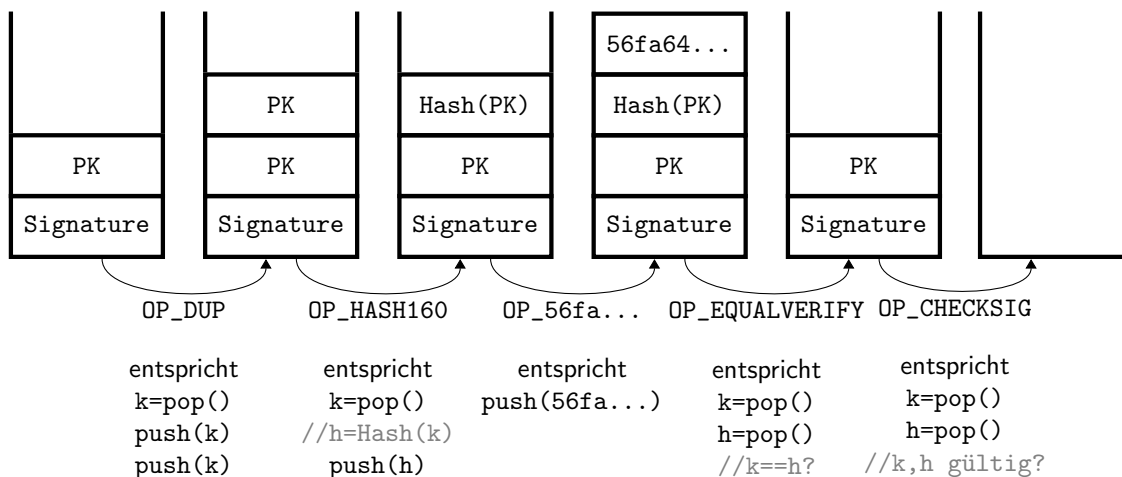 56fa64...
PK
Hash(PK)
Hash(PK)
PK
PK
PK
PK
PK
Signature
Signature
Signature
Signature
Signature
OP_DUP
OP_HASH160
OP_56fa...
OP_EQUALVERIFY
OP_CHECKSIG
entspricht
k=pop()
push(k)
push(k)
entspricht
k=pop()
//h=Hash(k)
push(h)
entspricht
push(56fa...)
entspricht
k=pop()
h=pop()
//k==h?
entspricht
k=pop()
h=pop()
//k,h gültig?